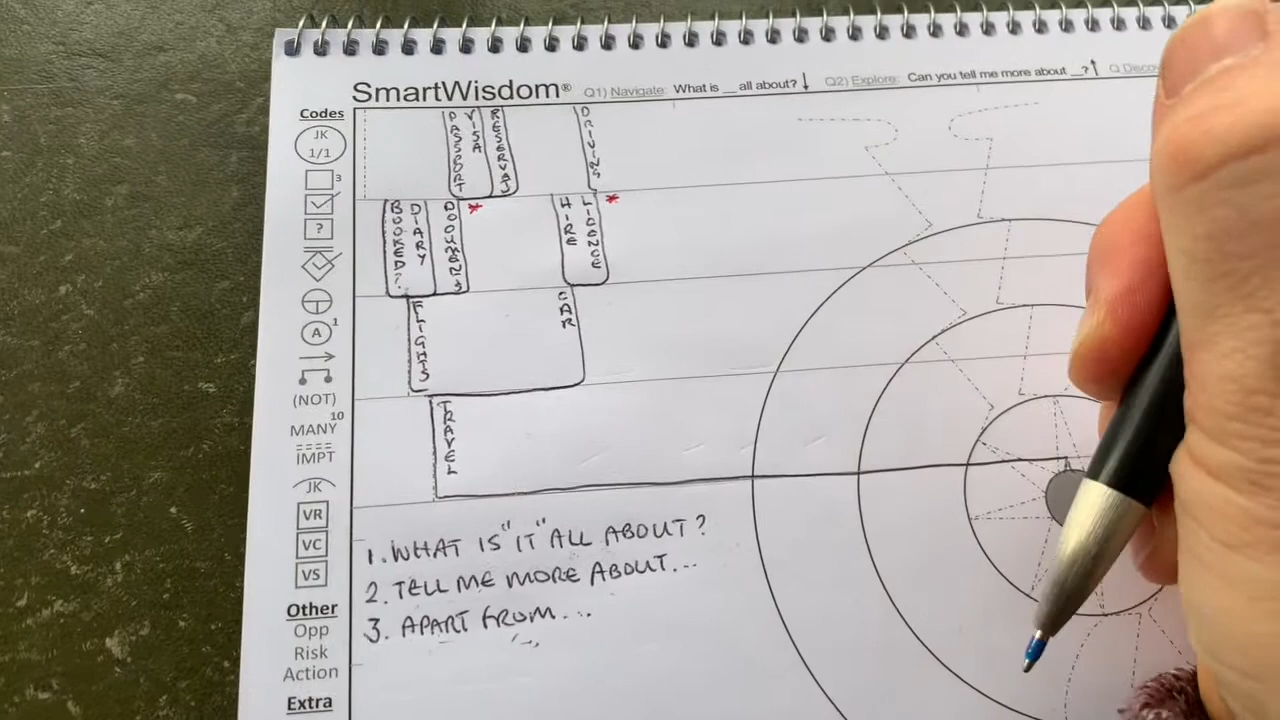 SmartWisdom® Q1) Navigate: What is __ all about? Q2) Explore: Can you tell me more about __? Q Discov
Codes
JK
1/1
3
?
A 1
(NOT)
MANY 10
IMPT
JK
VR
VC
VS
Other
Opp
Risk
Action
Extra
PASSPORT
VISA
RESERVAS
DRIVING
BOOKED?
DIARY
DOCUMENTS
*
HIRE
LICENCE
*
FLIGHTS
CAR
TRAVEL
1. WHAT IS "IT" ALL ABOUT?
2. TELL ME MORE ABOUT...
3. APART FROM...